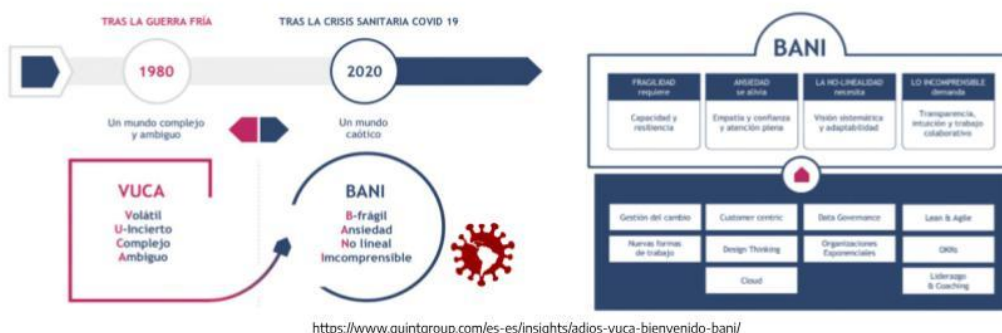 TRAS LA GUERRA FRÍA
TRAS LA CRISIS SANITARIA COVID 19
1980
2020
Un mundo complejo
y ambiguo
Un mundo
caótico
VUCA
Volátil
U-Incierto
Complejo
Ambiguo
BANI
B-frágil
Ansiedad
No lineal
Imcomprensible
BANI
FRAGILIDAD
requiere
Capacidad y
resiliencia
ANSIEDAD
se alivia
Empatía y confianza
y atención plena
LA NO-LINEALIDAD
necesita
Visión sistemática
y adaptabilidad
LO INCOMPRENSIBLE
demanda
Transparencia,
intuición y trabajo
colaborativo
Gestión del cambio
Customer centric
Data Governance
Lean & Agile
Nuevas formas
de trabajo
Design Thinking
Organizaciones
Exponenciales
OKRs
Cloud
Liderazgo
& Coaching
https://www.quintgroup.com/es-es/insights/adios-vuca-bienvenido-bani/